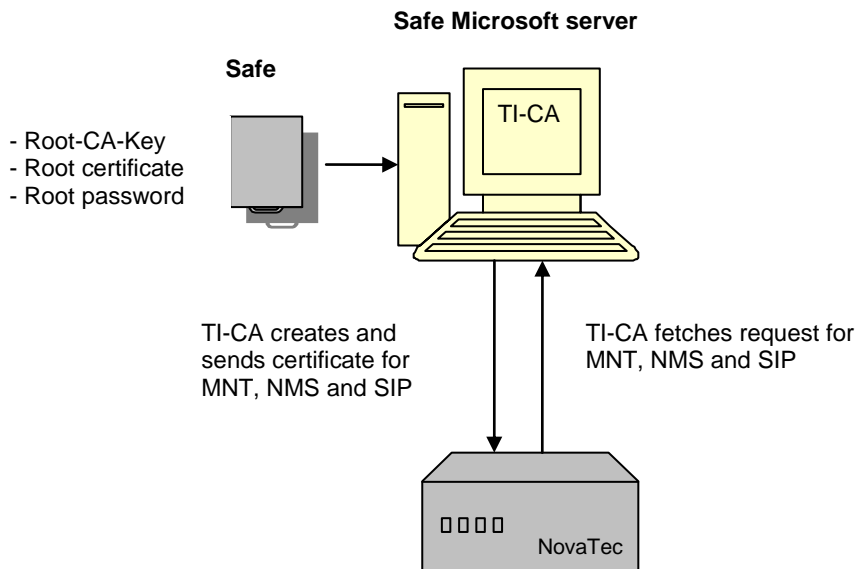 Safe Microsoft server
Safe
- Root-CA-Key
- Root certificate
- Root password
TI-CA
TI-CA creates and
sends certificate for
MNT, NMS and SIP
TI-CA fetches request for
MNT, NMS and SIP
NovaTec